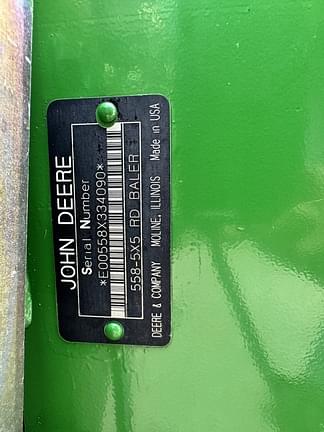 JOHN DEERE
Serial Number
*E00558X334090*
558-5X5 RD BALER
DEERE & COMPANY MOLINE, ILLINOIS Made in USA